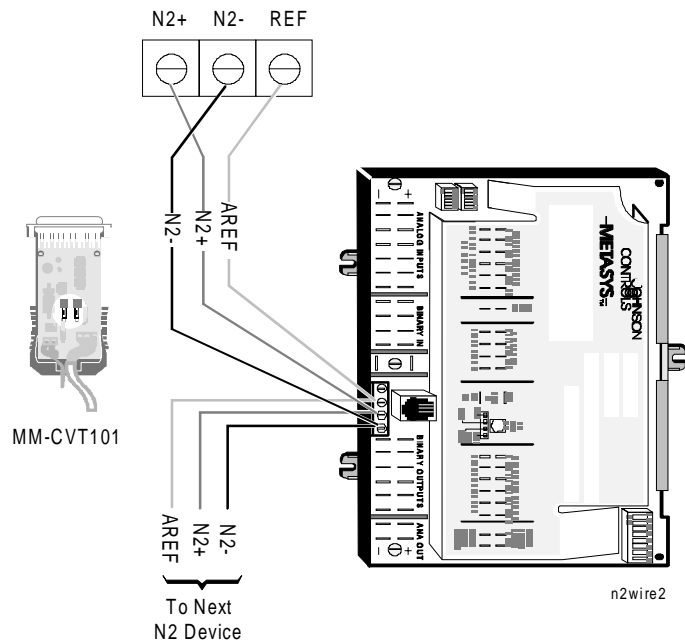 N2+ N2- REF
N2-
N2+
AREF
MM-CVT101
- +
ANALOG INPUTS
BINARY IN
BINARY OUTPUTS
ANA OUT
- +
JOHNSON
CONTROLS
METASYS™
AREF
N2+
N2-
To Next
N2 Device
n2wire2